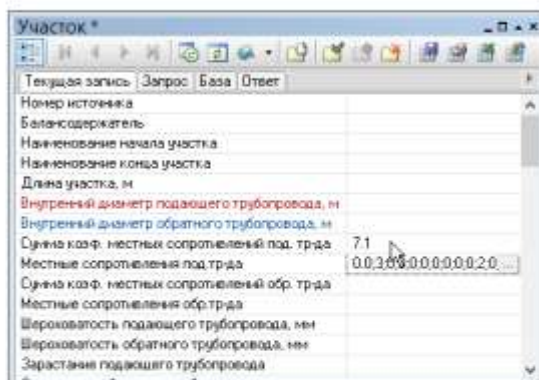 Участок *
Текущая запись Запрос База Ответ
Номер источника
Балансодержатель
Наименование начала участка
Наименование конца участка
Длина участка, м
Внутренний диаметр подающего трубопровода, м
Внутренний диаметр обратного трубопровода, м
Сумма коэф. местных сопротивлений под. тр-да 7.1
Местные сопротивления под.тр-да
Сумма коэф. местных сопротивлений обр. тр-да
Местные сопротивления обр.тр-да
Шероховатость подающего трубопровода, мм
Шероховатость обратного трубопровода, мм
Зарастание подающего трубопровода